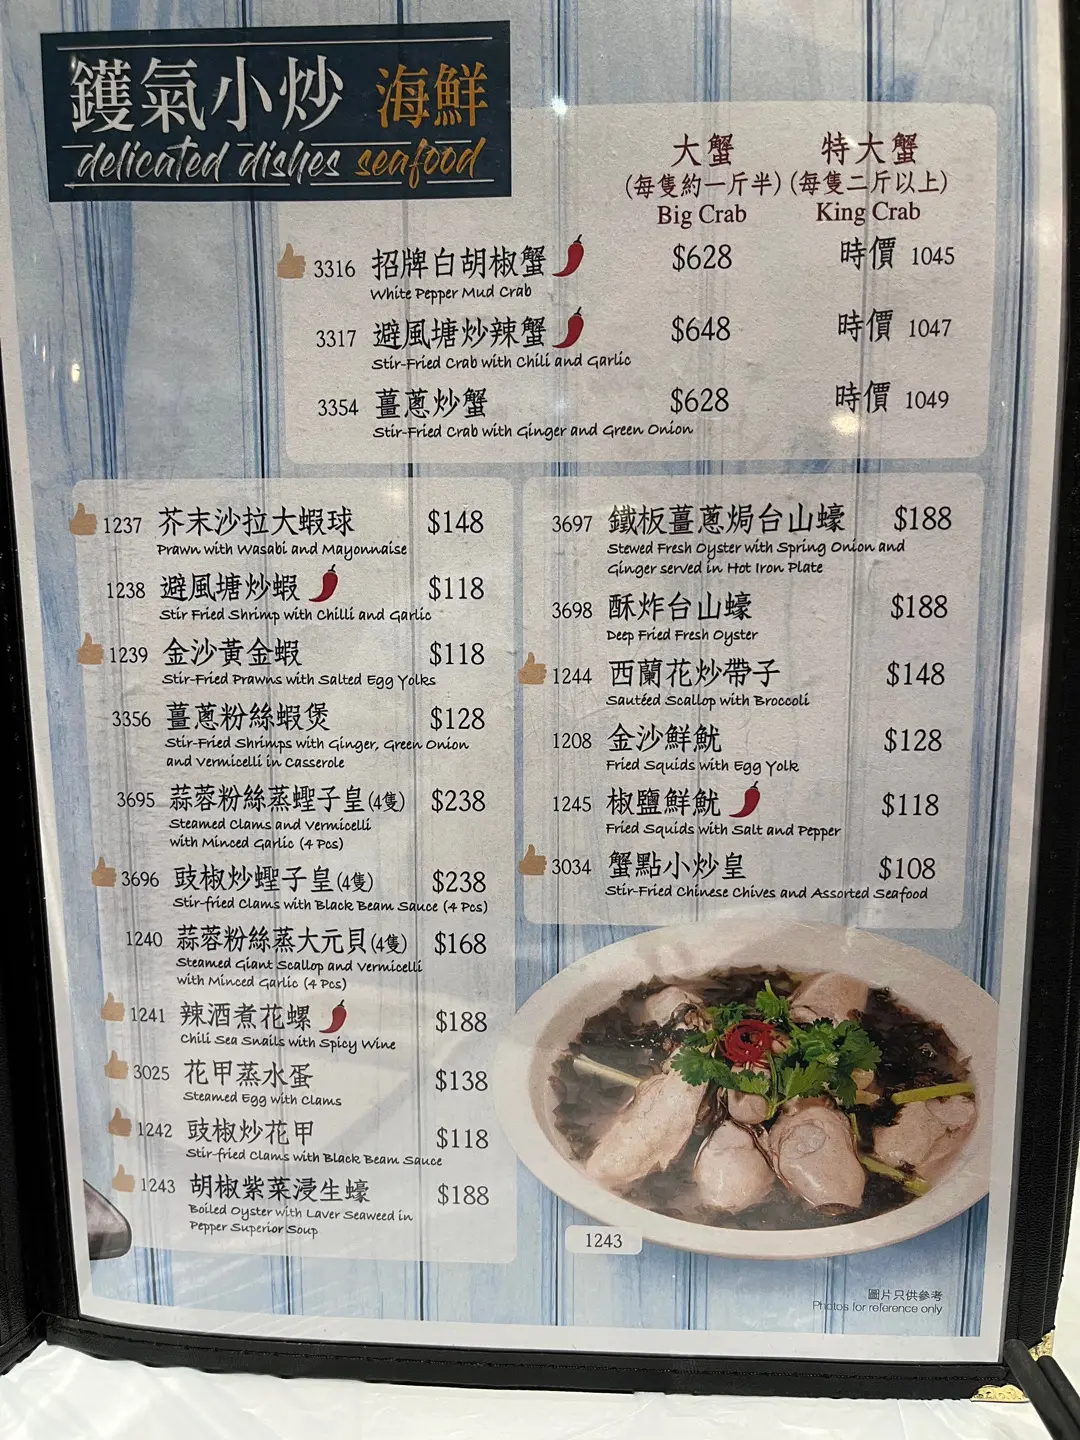 鑊氣小炒 海鮮
delicated dishes seafood
大蟹 特大蟹
(每隻約一斤半) (每隻二斤以上)
Big Crab King Crab
3316 招牌白胡椒蟹 $628 時價 1045
White Pepper Mud Crab
3317 避風塘炒辣蟹 $648 時價 1047
Stir-Fried Crab with Chili and Garlic
3354 薑蔥炒蟹 $628 時價 1049
Stir-Fried Crab with Ginger and Green Onion
1237 芥末沙拉大蝦球 $148
Prawn with Wasabi and Mayonnaise
1238 避風塘炒蝦 $118
Stir Fried Shrimp with Chilli and Garlic
1239 金沙黃金蝦 $118
Stir-Fried Prawns with Salted Egg Yolks
3356 薑蔥粉絲蝦煲 $128
Stir-Fried Shrimps with Ginger, Green Onion
and Vermicelli in Casserole
3695 蒜蓉粉絲蒸蟶子皇(4隻) $238
Steamed Clams and Vermicelli
with Minced Garlic (4 Pcs)
3696 豉椒炒蟶子皇(4隻) $238
Stir-fried Clams with Black Beam Sauce (4 Pcs)
1240 蒜蓉粉絲蒸大元貝(4隻) $168
Steamed Giant Scallop and Vermicelli
with Minced Garlic (4 Pcs)
1241 辣酒煮花螺 $188
Chili Sea Snails with Spicy Wine
3025 花甲蒸水蛋 $138
Steamed Egg with Clams
1242 豉椒炒花甲 $118
Stir-fried Clams with Black Beam Sauce
1243 胡椒紫菜浸生蠔 $188
Boiled Oyster with Laver Seaweed in
Pepper Superior Soup
3697 鐵板薑蔥焗台山蠔 $188
Stewed Fresh Oyster with Spring Onion and
Ginger served in Hot Iron Plate
3698 酥炸台山蠔 $188
Deep Fried Fresh Oyster
1244 西蘭花炒帶子 $148
Sautéed Scallop with Broccoli
1208 金沙鮮魷 $128
Fried Squids with Egg Yolk
1245 椒鹽鮮魷 $118
Fried Squids with Salt and Pepper
3034 蟹點小炒皇 $108
Stir-Fried Chinese Chives and Assorted Seafood
1243
圖片只供參考
Photos for reference only